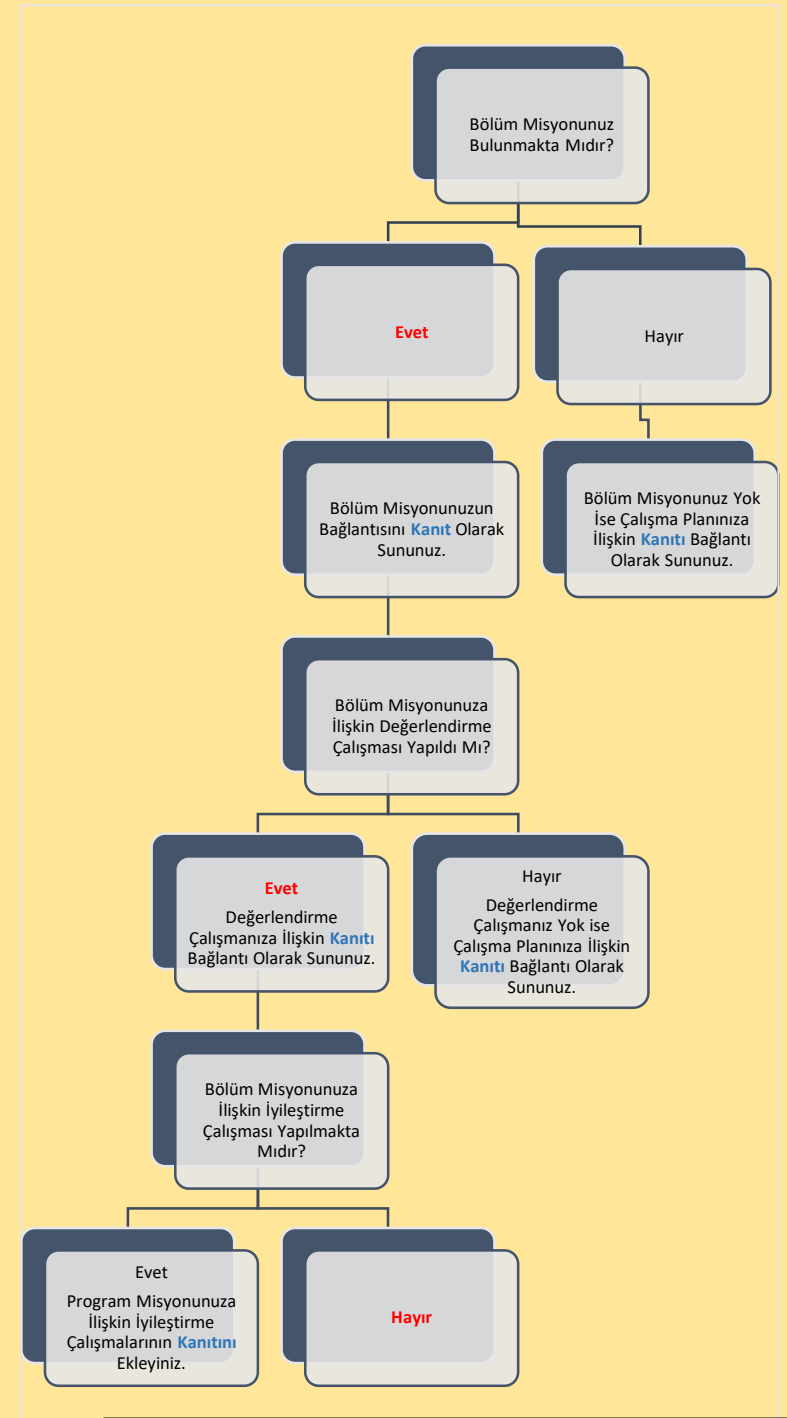 Bölüm Misyonunuz
Bulunmakta Mıdır?
Evet
Hayır
Bölüm Misyonunuzun
Bağlantısını Kanıt Olarak
Sununuz.
Bölüm Misyonunuz Yok
İse Çalışma Planınıza
İlişkin Kanıtı Bağlantı
Olarak Sununuz.
Bölüm Misyonunuza
İlişkin Değerlendirme
Çalışması Yapıldı Mı?
Evet
Değerlendirme
Çalışmanıza İlişkin Kanıtı
Bağlantı Olarak Sununuz.
Hayır
Değerlendirme
Çalışmanız Yok ise
Çalışma Planınıza İlişkin
Kanıtı Bağlantı Olarak
Sununuz.
Bölüm Misyonunuza
İlişkin İyileştirme
Çalışması Yapılmakta
Mıdır?
Evet
Program Misyonunuza
İlişkin İyileştirme
Çalışmalarının Kanıtını
Ekleyiniz.
Hayır